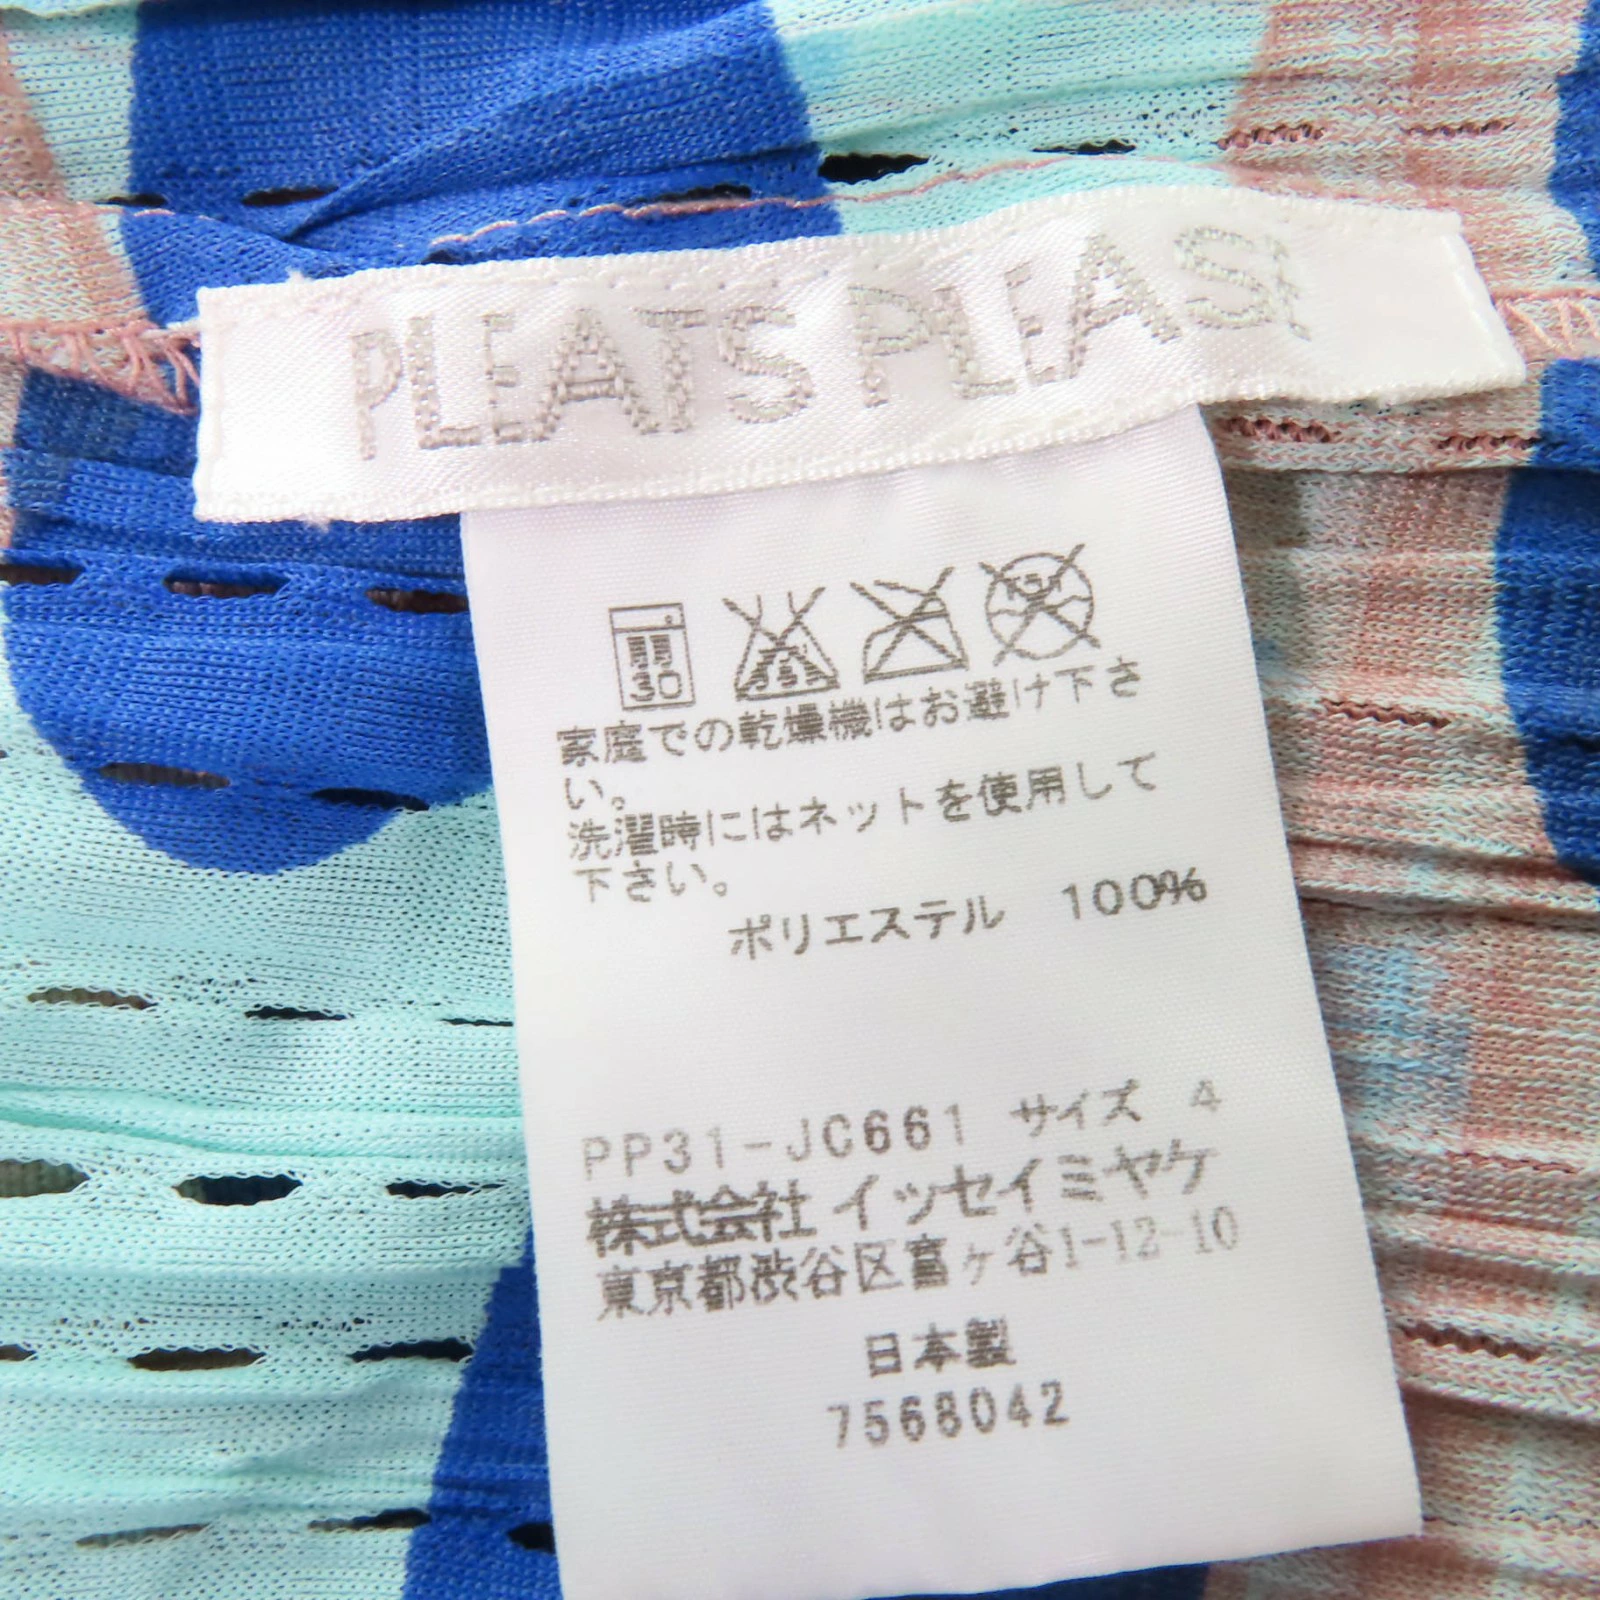 PLEATS PLEASE
弱
30
家庭での乾燥機はお避け下さ
い。
洗濯時にはネットを使用して
下さい。
ポリエステル 100%
PP31-JC661 サイズ 4
株式会社イッセイミヤケ
東京都渋谷区富ヶ谷1-12-10
日本製
7568042